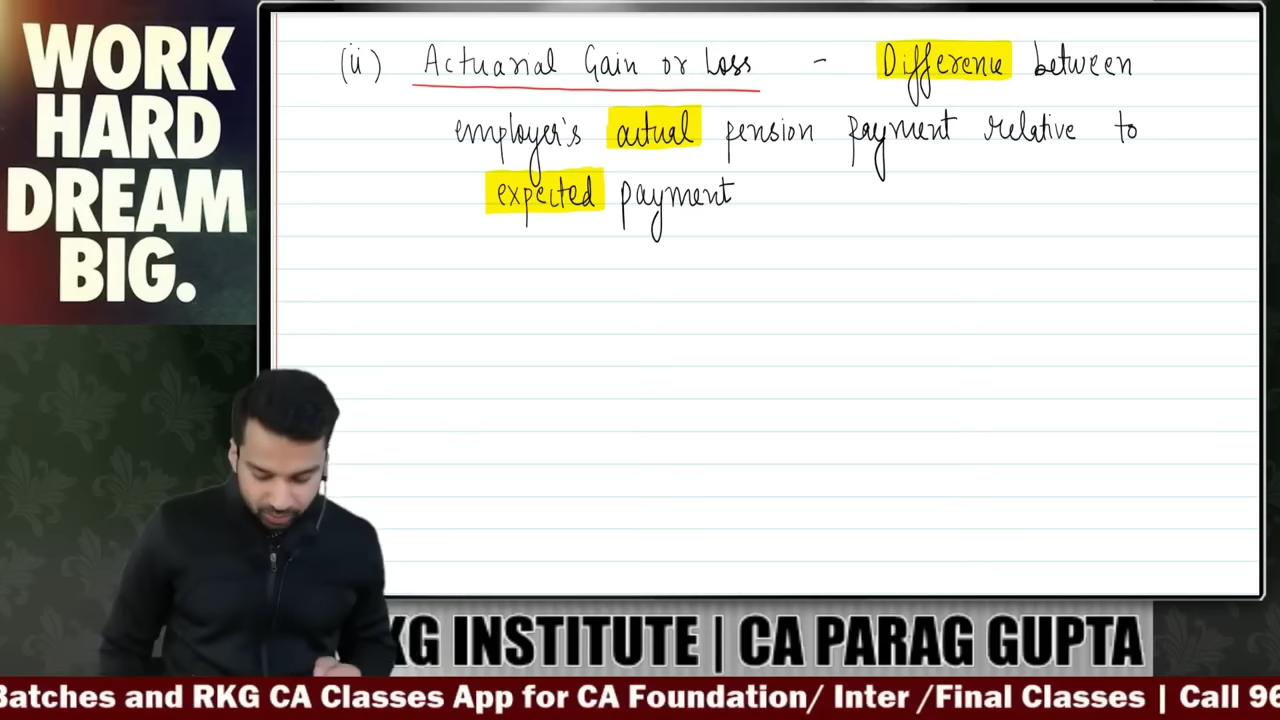 WORK
HARD
DREAM
BIG.
(ii) Actuarial Gain or Loss - Difference between
employer's actual pension payment relative to
expected payment
KG INSTITUTE | CA PARAG GUPTA
Batches and RKG CA Classes App for CA Foundation/ Inter /Final Classes | Call 96